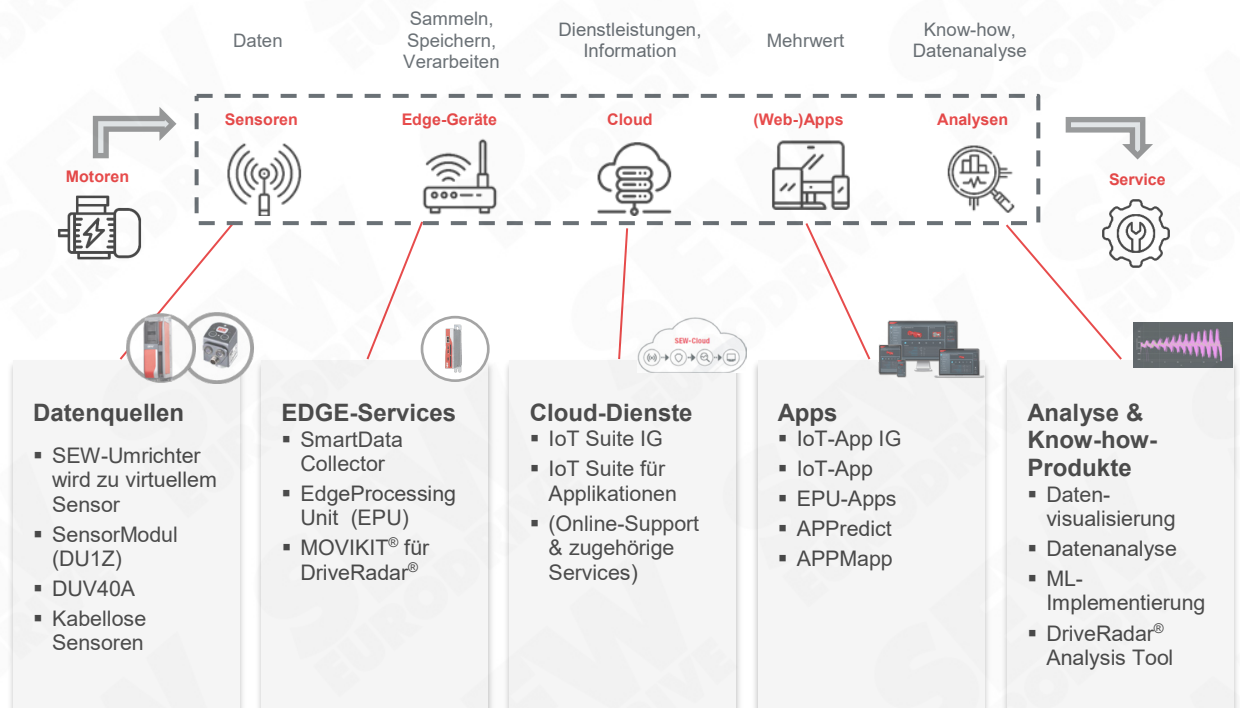 Daten
Sammeln,
Speichern,
Verarbeiten
Dienstleistungen,
Information
Mehrwert
Know-how,
Datenanalyse
Motoren
Sensoren
Edge-Geräte
Cloud
(Web-)Apps
Analysen
Service
SEW-Cloud
Datenquellen
▪ SEW-Umrichter
wird zu virtuellem
Sensor
▪ SensorModul
(DU1Z)
▪ DUV40A
▪ Kabellose
Sensoren
EDGE-Services
▪ SmartData
Collector
▪ EdgeProcessing
Unit (EPU)
▪ MOVIKIT® für
DriveRadar®
Cloud-Dienste
▪ IoT Suite IG
▪ IoT Suite für
Applikationen
▪ (Online-Support
& zugehörige
Services)
Apps
▪ IoT-App IG
▪ IoT-App
▪ EPU-Apps
▪ APPredict
▪ APPMapp
Analyse &
Know-how-
Produkte
▪ Daten-
visualisierung
▪ Datenanalyse
▪ ML-
Implementierung
▪ DriveRadar®
Analysis Tool
SEW
EURODRIVE